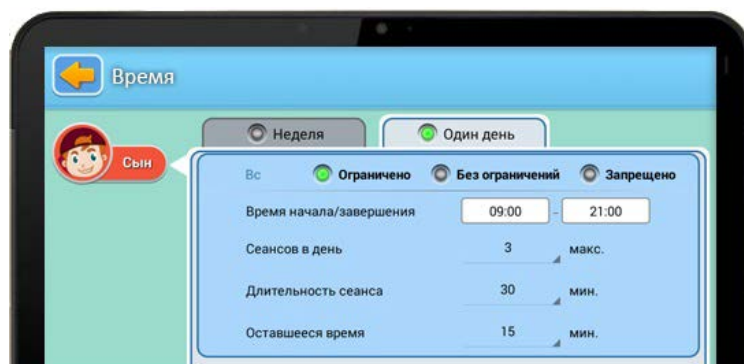 Время
Неделя
Один день
Сын
Вс Ограничено Без ограничений Запрещено
Время начала/завершения 09:00 - 21:00
Сеансов в день 3 макс.
Длительность сеанса 30 мин.
Оставшееся время 15 мин.